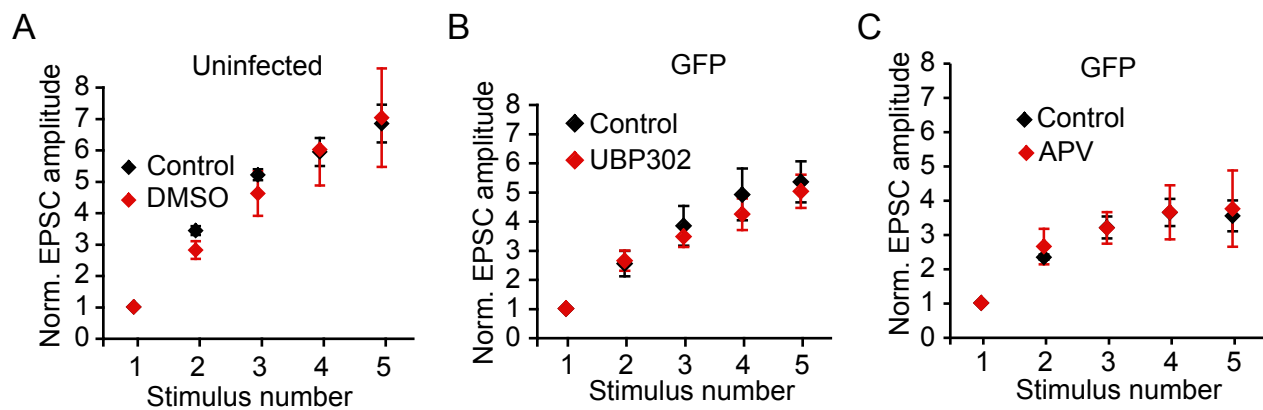 A
Uninfected
Norm. EPSC amplitude
8
7
6
5
4
3
2
1
0
Control
DMSO
1 2 3 4 5
Stimulus number
B
GFP
Norm. EPSC amplitude
8
7
6
5
4
3
2
1
0
Control
UBP302
1 2 3 4 5
Stimulus number
C
GFP
Norm. EPSC amplitude
8
7
6
5
4
3
2
1
0
Control
APV
1 2 3 4 5
Stimulus number